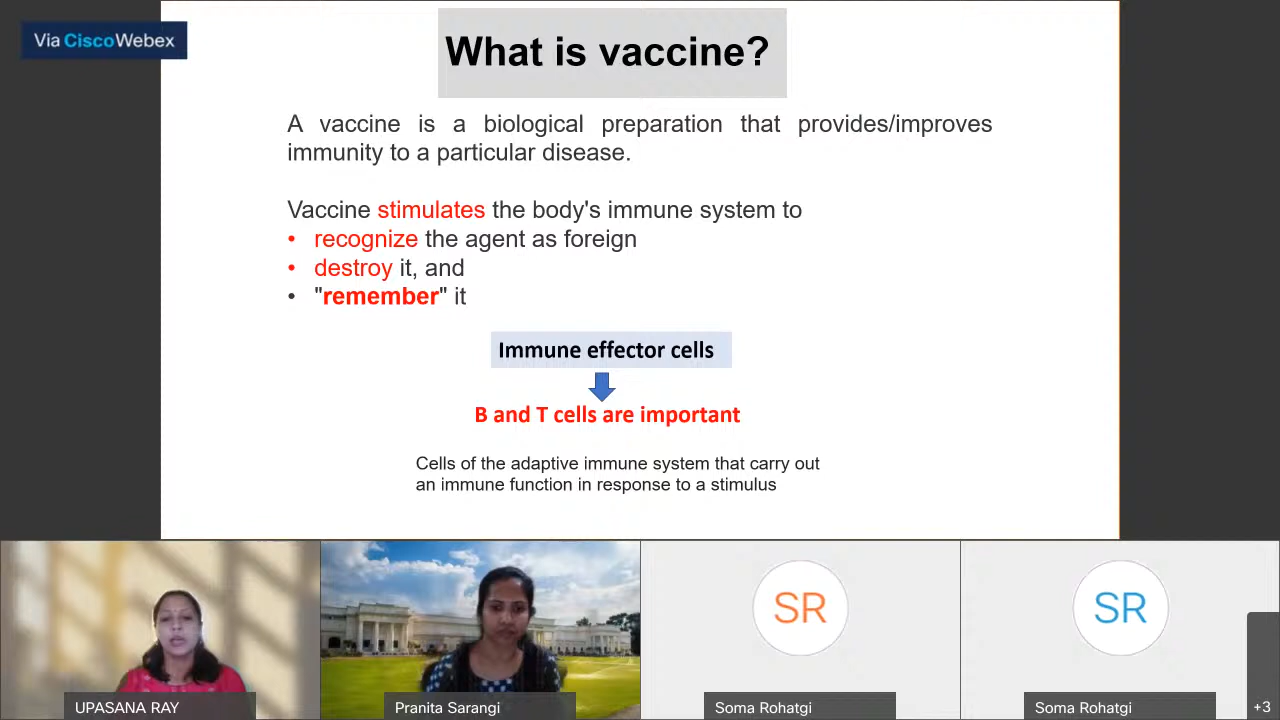 Via CiscoWebex
What is vaccine?
A vaccine is a biological preparation that provides/improves
immunity to a particular disease.
Vaccine stimulates the body's immune system to
• recognize the agent as foreign
• destroy it, and
• "remember" it
Immune effector cells
B and T cells are important
Cells of the adaptive immune system that carry out
an immune function in response to a stimulus
SR
SR
UPASANA RAY
Pranita Sarangi
Soma Rohatgi
Soma Rohatgi
+3